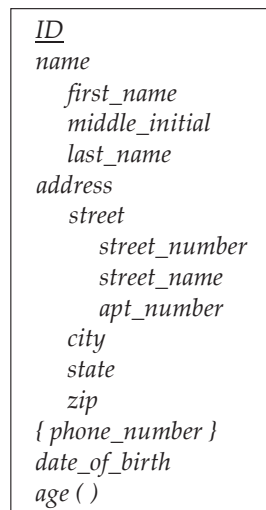 ID
name
first_name
middle_initial
last_name
address
street
street_number
street_name
apt_number
city
state
zip
{ phone_number }
date_of_birth
age ( )